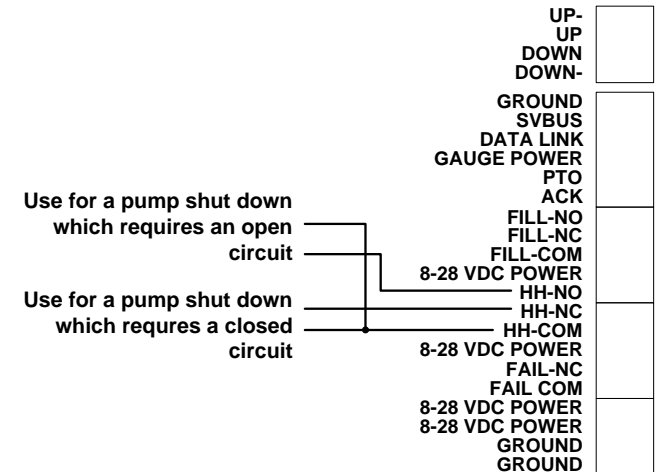 UP-
UP
DOWN
DOWN-
GROUND
SVBUS
DATA LINK
GAUGE POWER
PTO
ACK
FILL-NO
FILL-NC
FILL-COM
8-28 VDC POWER
HH-NO
HH-NC
HH-COM
8-28 VDC POWER
FAIL-NC
FAIL COM
8-28 VDC POWER
8-28 VDC POWER
GROUND
GROUND
Use for a pump shut down
which requires an open
circuit
Use for a pump shut down
which requres a closed
circuit